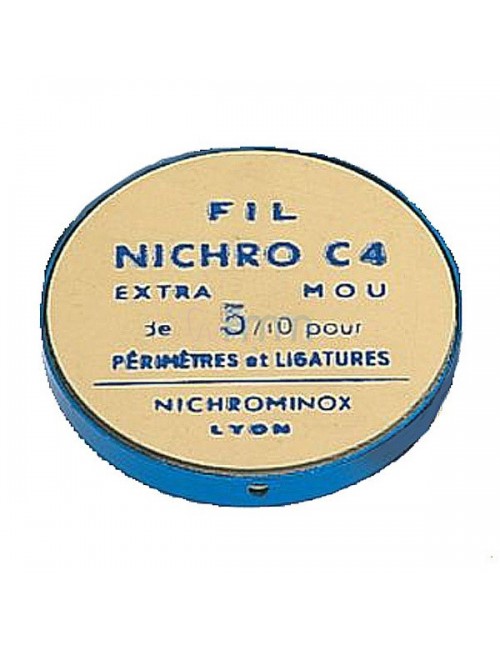 FIL
NICHRO C4
EXTRA MOU
de 5/10 pour
PÉRIMÈTRES et LIGATURES
NICHROMINOX
LYON